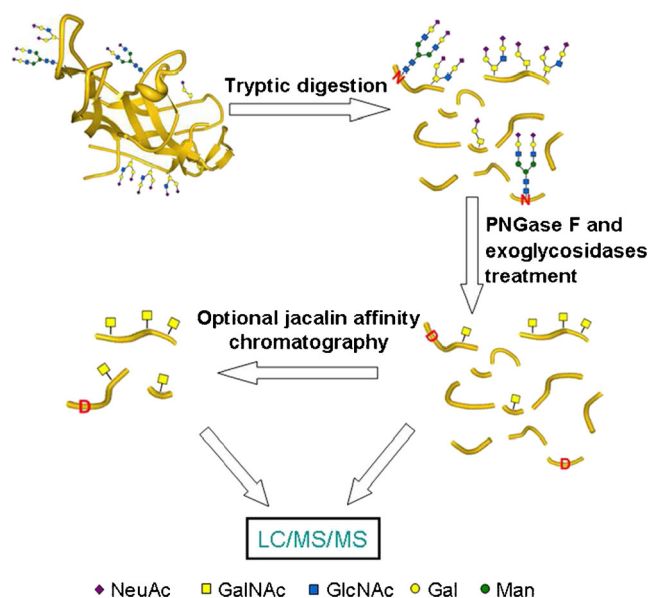 Tryptic digestion
N
N
PNGase F and
exoglycosidases
treatment
Optional jacalin affinity
chromatography
D
D
D
LC/MS/MS
NeuAc GalNAc GlcNAc Gal Man